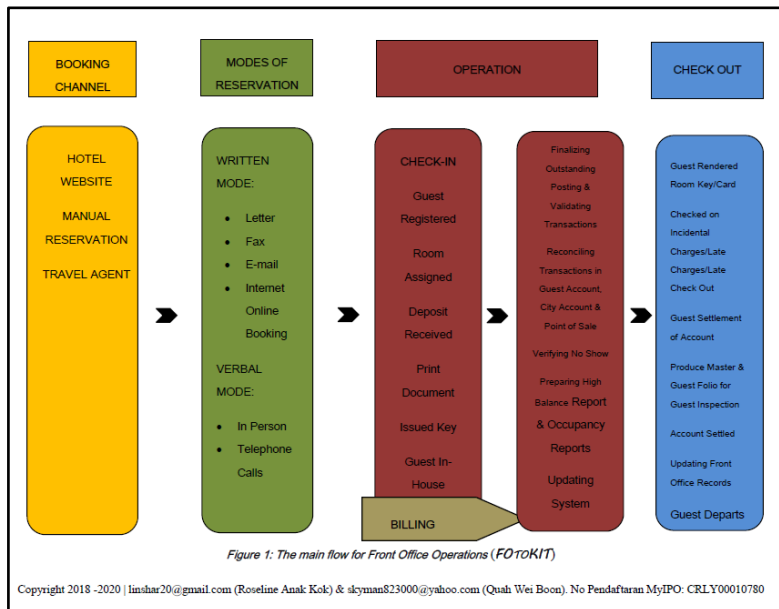 BOOKING
CHANNEL
MODES OF
RESERVATION
OPERATION
CHECK OUT
HOTEL
WEBSITE
MANUAL
RESERVATION
TRAVEL AGENT
WRITTEN
MODE:
• Letter
• Fax
• E-mail
• Internet
Online
Booking
VERBAL
MODE:
• In Person
• Telephone
Calls
CHECK-IN
Guest
Registered
Room
Assigned
Deposit
Received
Print
Document
Issued Key
Guest In-
House
BILLING
Finalizing
Outstanding
Posting &
Validating
Transactions
Reconciling
Transactions in
Guest Account,
City Account &
Point of Sale
Verifying No Show
Preparing High
Balance Report
& Occupancy
Reports
Updating
System
Guest Rendered
Room Key/Card
Checked on
Incidental
Charges/Late
Charges/Late
Check Out
Guest Settlement
of Account
Produce Master &
Guest Folio for
Guest Inspection
Account Settled
Updating Front
Office Records
Guest Departs
Figure 1: The main flow for Front Office Operations (FOTOKIT)
Copyright 2018 -2020 | linshar20@gmail.com (Roseline Anak Kok) & skyman823000@yahoo.com (Quah Wei Boon). No Pendaftaran MyIPO: CRLY00010780